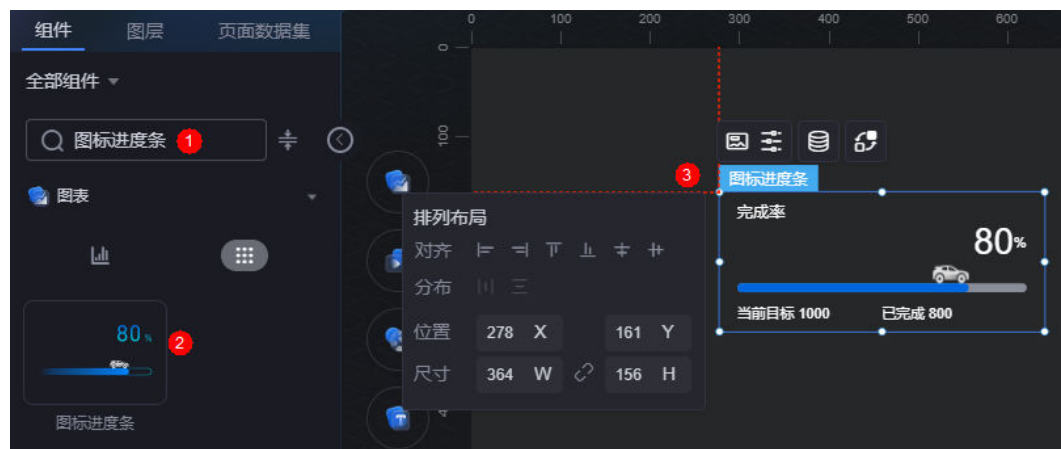 组件 图层 页面数据集
全部组件
图标进度条 1
图表
80 %
2
图标进度条
0 100 200 300 400 500 600
0
100
4
3
图标进度条
完成率
80%
当前目标 1000 已完成 800
排列布局
对齐
分布
位置 278 X 161 Y
尺寸 364 W 156 H
T